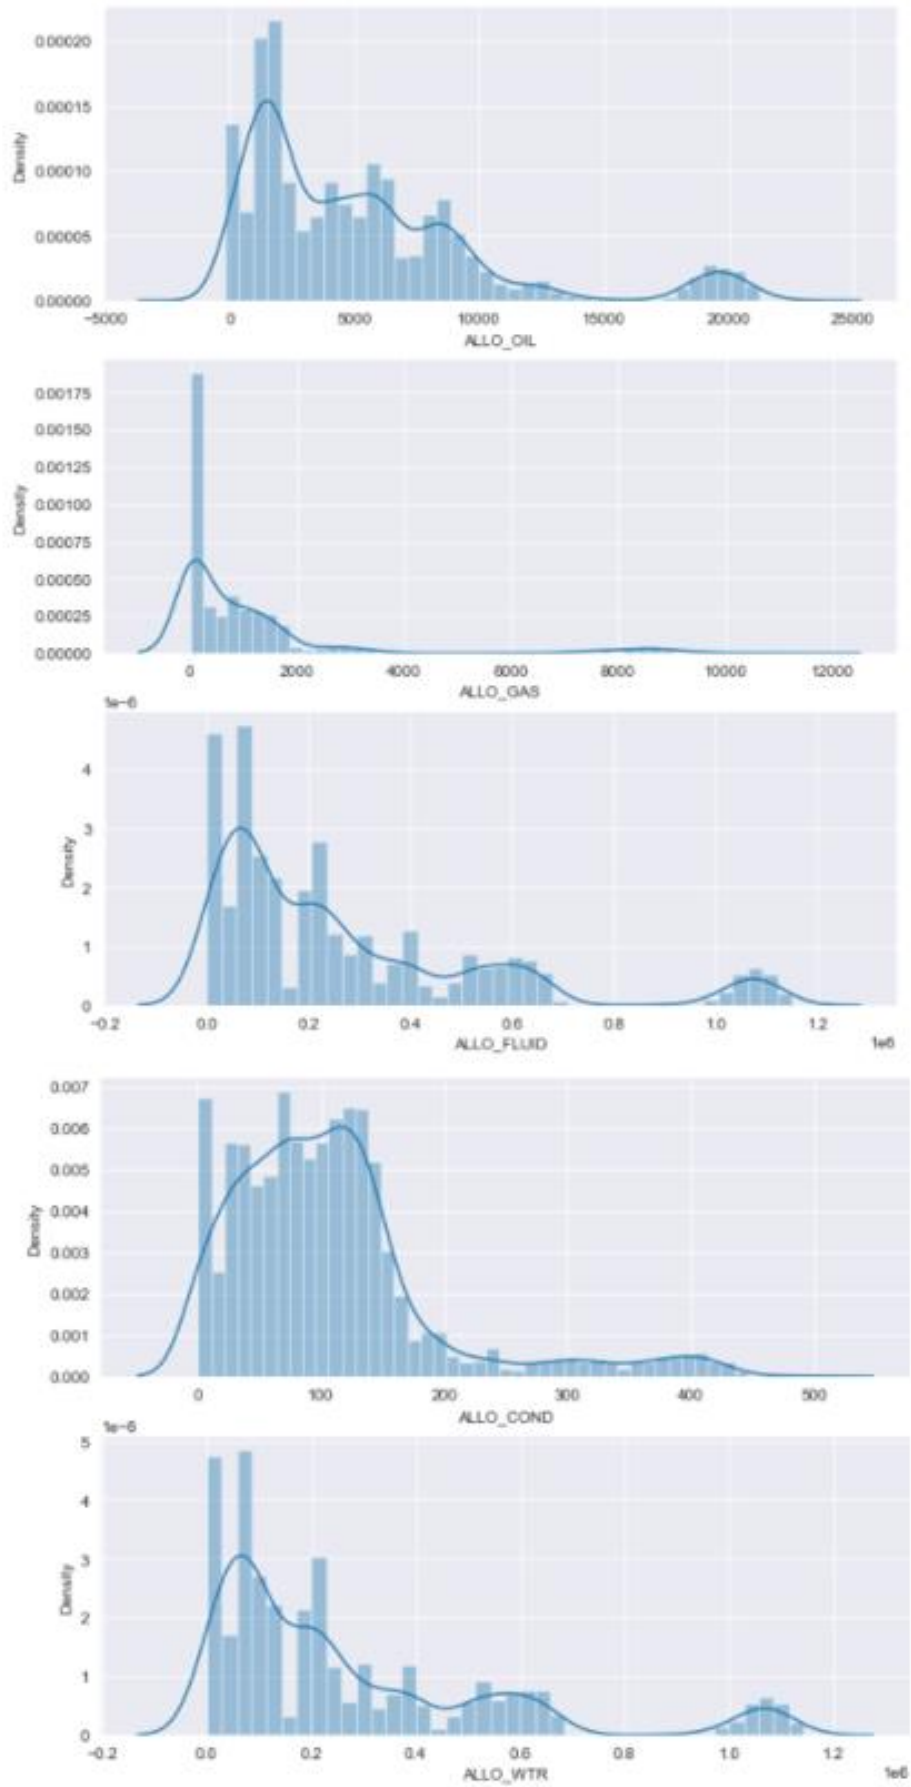 0.00020
0.00015
0.00010
0.00005
0.00000
Density
−5000 0 5000 10000 15000 20000 25000
ALLO_OIL
0.00175
0.00150
0.00125
0.00100
0.00075
0.00050
0.00025
0.00000
Density
0 2000 4000 6000 8000 10000 12000
ALLO_GAS
1e−6
4
3
2
1
0
Density
−0.2 0.0 0.2 0.4 0.6 0.8 1.0 1.2
ALLO_FLUID
1e6
0.007
0.006
0.005
0.004
0.003
0.002
0.001
0.000
Density
0 100 200 300 400 500
ALLO_COND
1e−6
5
4
3
2
1
0
Density
−0.2 0.0 0.2 0.4 0.6 0.8 1.0 1.2
ALLO_WTR
1e6